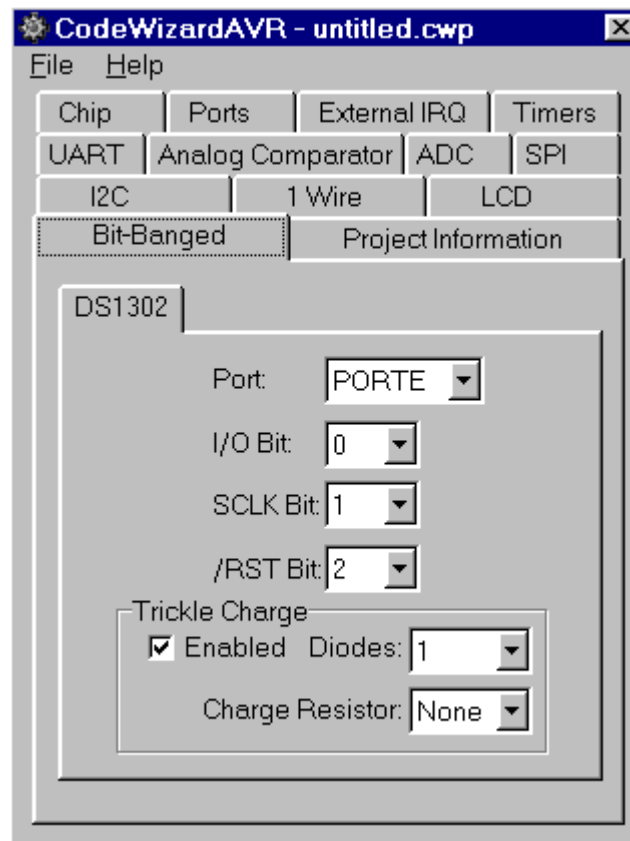 CodeWizardAVR - untitled.cwp
File Help
Chip Ports External IRQ Timers
UART Analog Comparator ADC SPI
I2C 1 Wire LCD
Bit-Banged Project Information
DS1302
Port: PORTE
I/O Bit: 0
SCLK Bit: 1
/RST Bit: 2
Trickle Charge
Enabled Diodes: 1
Charge Resistor: None